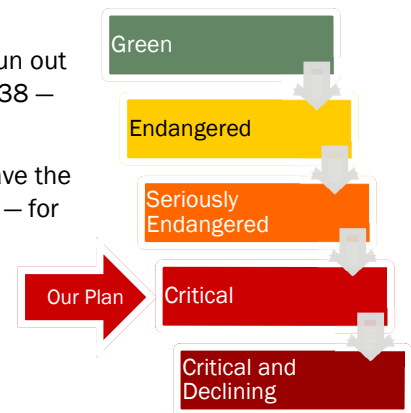 un out
38 —
ave the
— for
Green
Endangered
Seriously
Endangered
Our Plan
Critical
Critical and
Declining